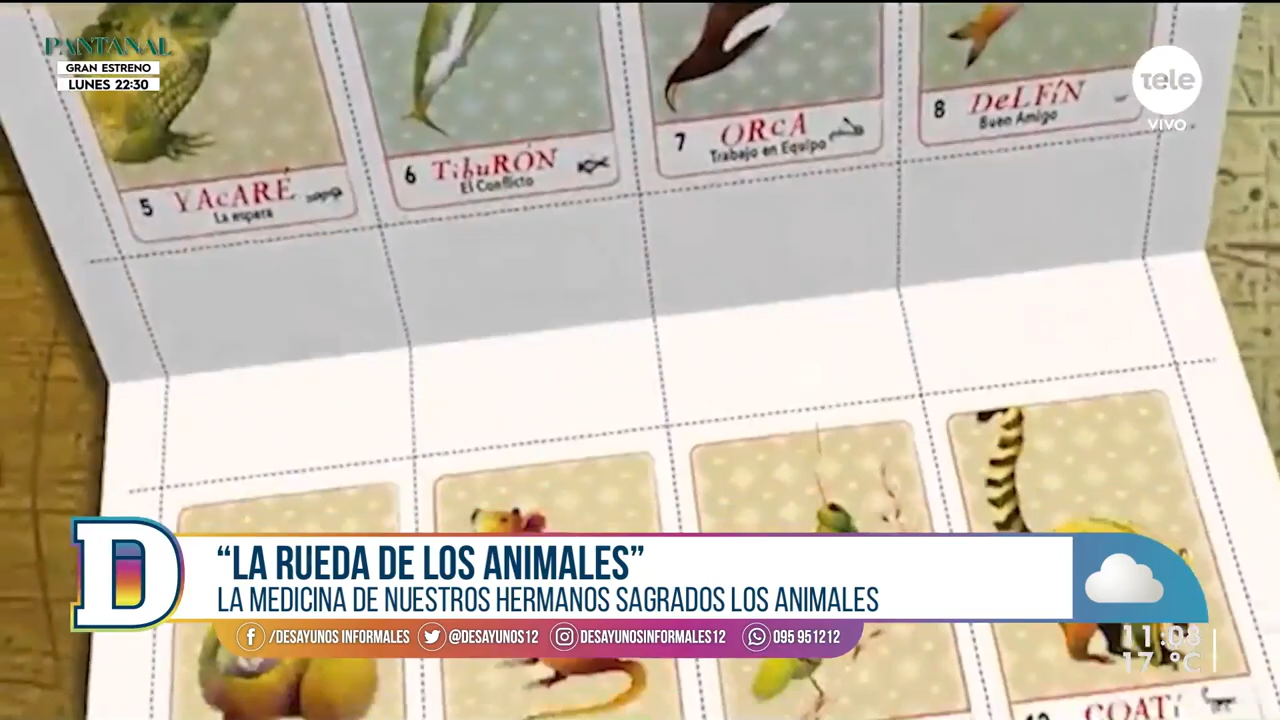 PANTANAL
GRAN ESTRENO
LUNES 22:30
tele
VIVO
5 YAcARÉ
La espera
6 TibuRÓN
El Conflicto
7 ORcA
Trabajo en Equipo
8 DeLFíN
Buen Amigo
D
“LA RUEDA DE LOS ANIMALES”
LA MEDICINA DE NUESTROS HERMANOS SAGRADOS LOS ANIMALES
/DESAYUNOS INFORMALES @DESAYUNOS12 DESAYUNOSINFORMALES12 095 951212
11:08
17 °C
COATí